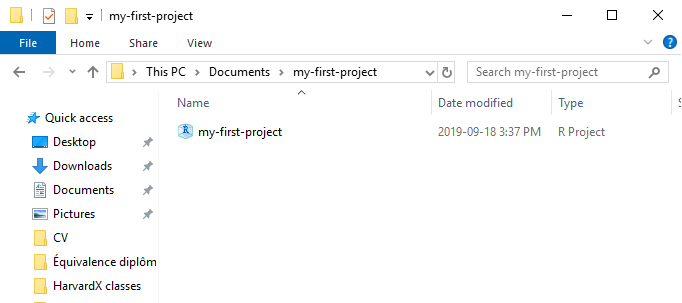 my-first-project
File Home Share View
This PC Documents my-first-project Search my-first-project
Name Date modified Type S
Quick access
my-first-project 2019-09-18 3:37 PM R Project
Desktop
Downloads
Documents
Pictures
CV
Équivalence diplôm
HarvardX classes